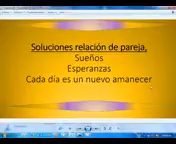 Soluciones relación de pareja,
Sueños
Esperanzas
Cada día es un nuevo amanecer